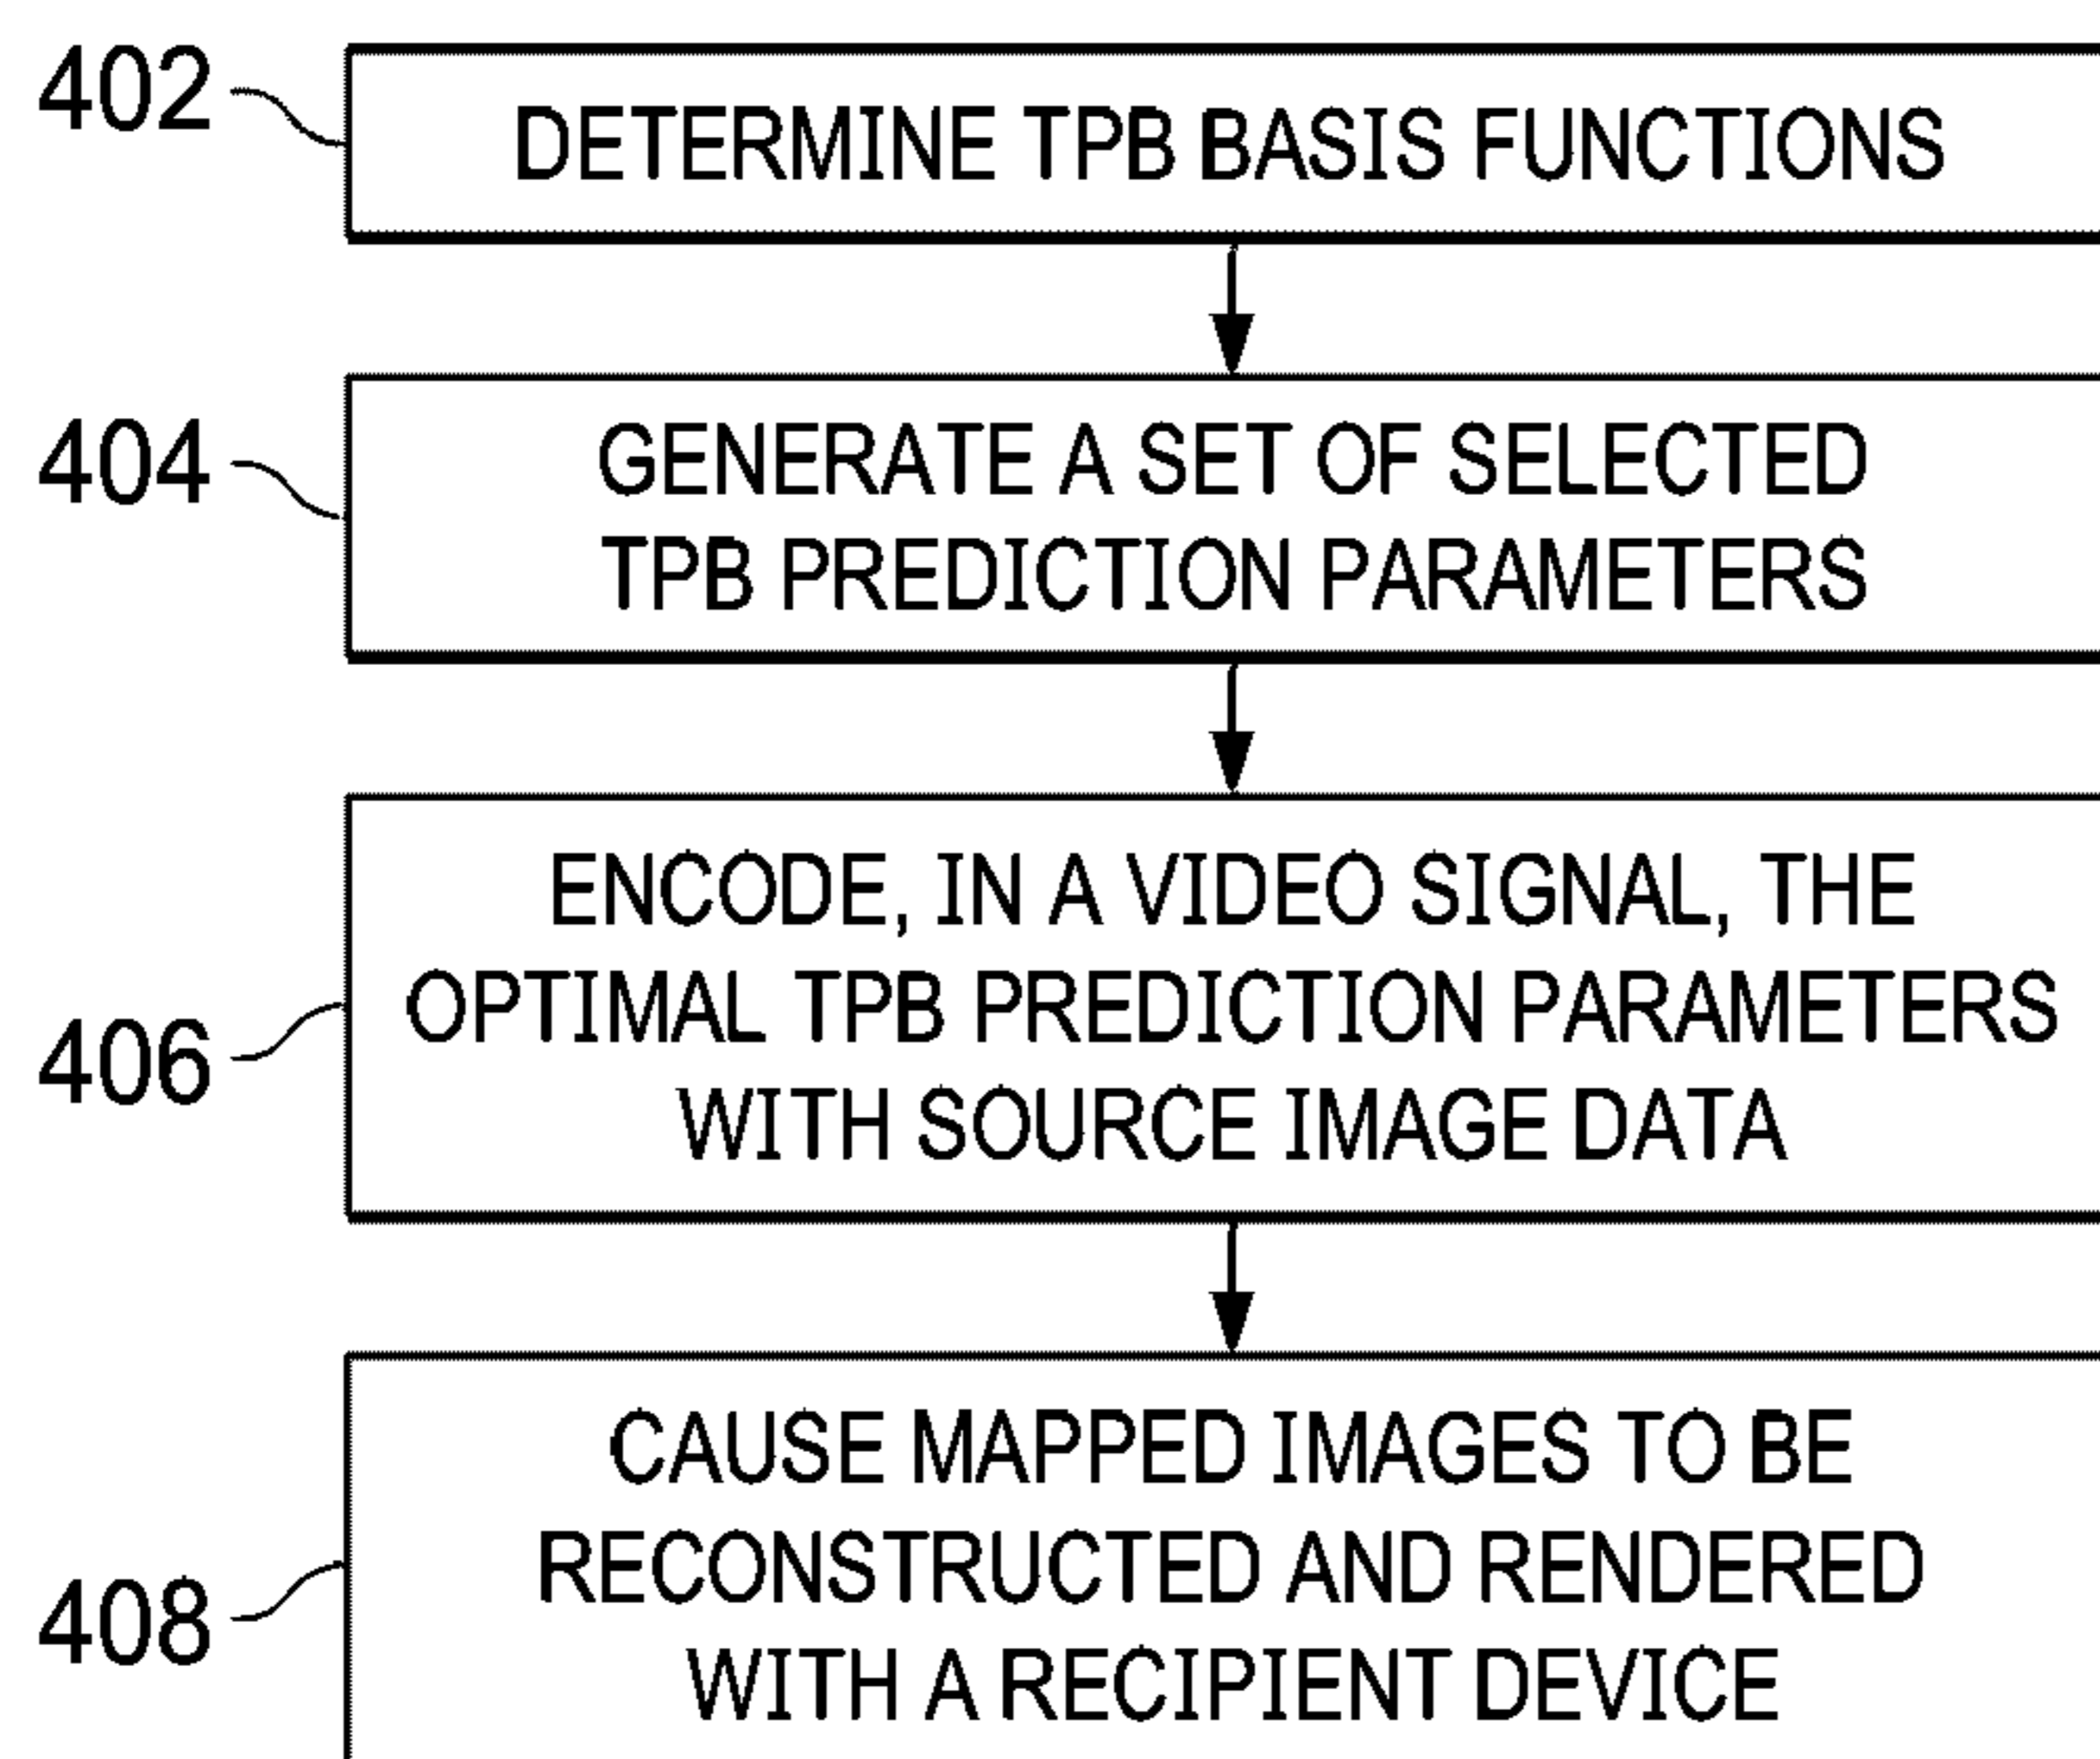 402
DETERMINE TPB BASIS FUNCTIONS
404
GENERATE A SET OF SELECTED
TPB PREDICTION PARAMETERS
406
ENCODE, IN A VIDEO SIGNAL, THE
OPTIMAL TPB PREDICTION PARAMETERS
WITH SOURCE IMAGE DATA
408
CAUSE MAPPED IMAGES TO BE
RECONSTRUCTED AND RENDERED
WITH A RECIPIENT DEVICE